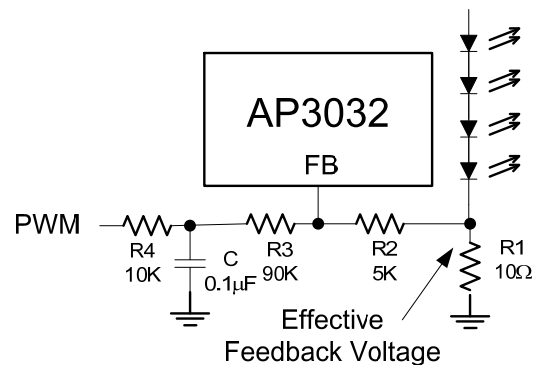 AP3032
FB
PWM
R4
10K
C
0.1μF
R3
90K
R2
5K
R1
10Ω
Effective
Feedback Voltage